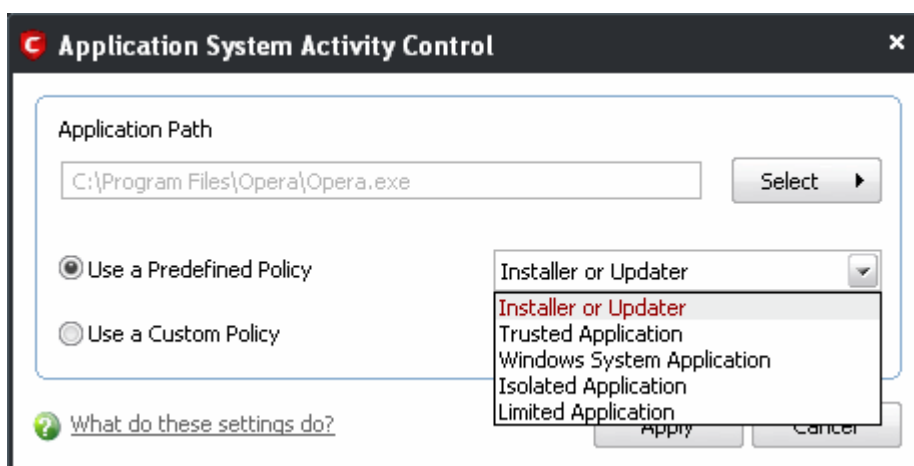 Application System Activity Control
Application Path
C:\Program Files\Opera\Opera.exe
Select
Use a Predefined Policy
Installer or Updater
Installer or Updater
Trusted Application
Windows System Application
Use a Custom Policy
Isolated Application
Limited Application
What do these settings do?
Apply
Cancel